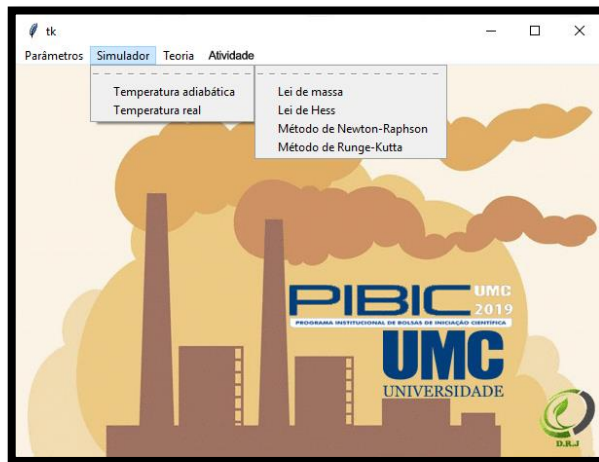 tk
Parâmetros Simulador Teoria Atividade
Temperatura adiabática
Temperatura real
Lei de massa
Lei de Hess
Método de Newton-Raphson
Método de Runge-Kutta
PIBIC UMC
2019
PROGRAMA INSTITUCIONAL DE BOLSAS DE INICIAÇÃO CIENTÍFICA
UMC
UNIVERSIDADE
D.R.J